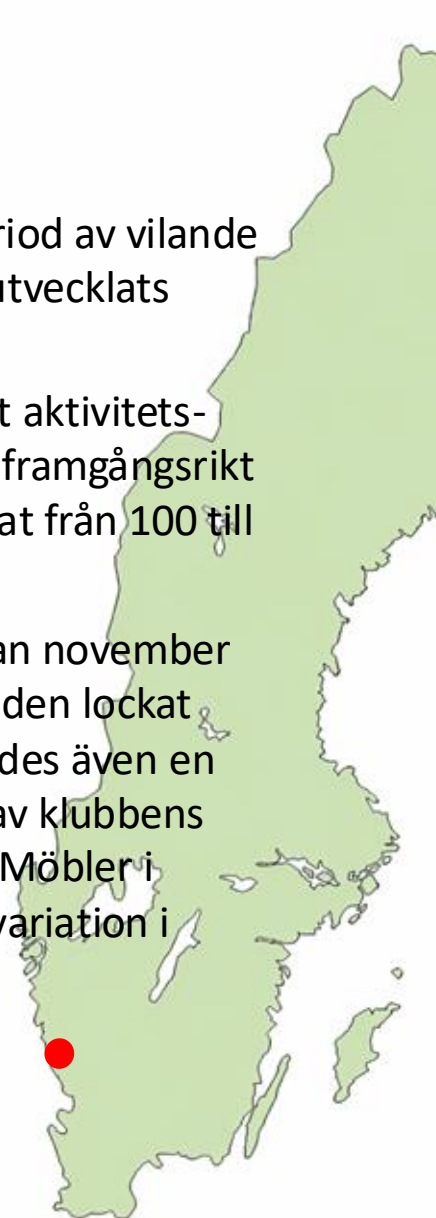 riod av vilande
utvecklats
t aktivitets-
framgångsrikt
at från 100 till
an november
den lockat
des även en
av klubbens
Möbler i
variation i